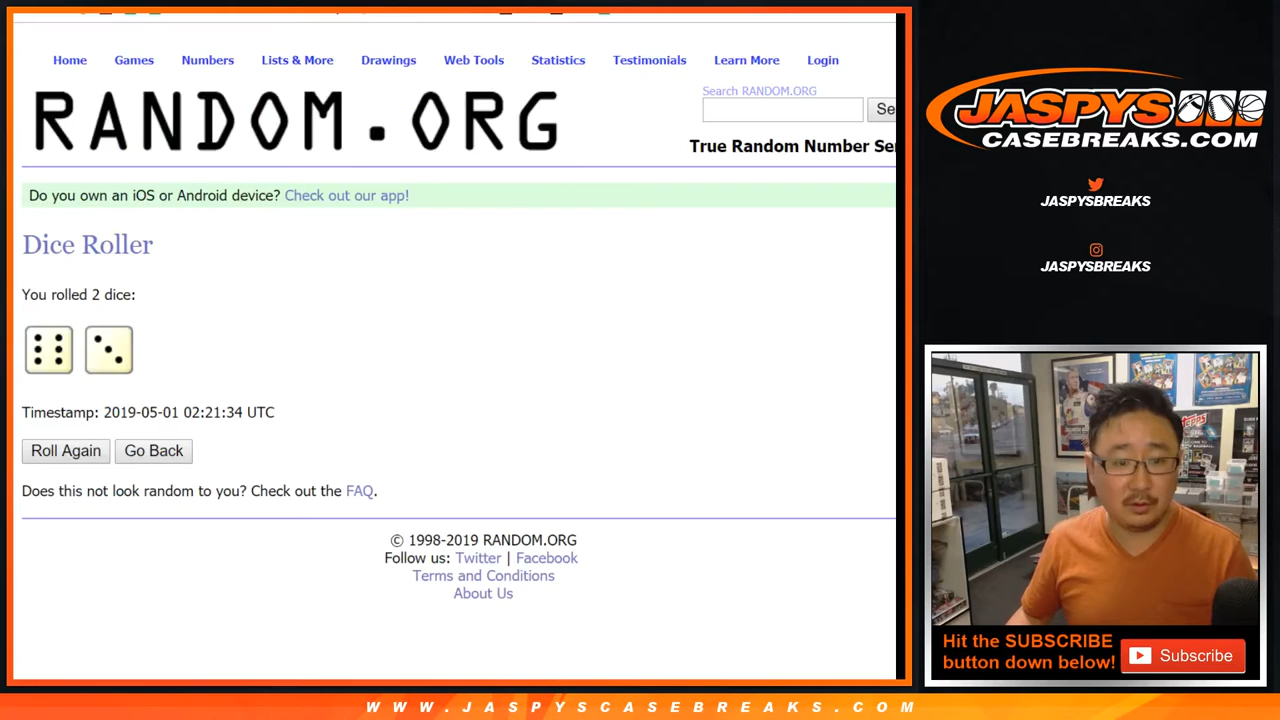 Home Games Numbers Lists & More Drawings Web Tools Statistics Testimonials Learn More Login
RANDOM.ORG
Search RANDOM.ORG
Se
True Random Number Ser
Do you own an iOS or Android device? Check out our app!
Dice Roller
You rolled 2 dice:
Timestamp: 2019-05-01 02:21:34 UTC
Roll Again Go Back
Does this not look random to you? Check out the FAQ.
© 1998-2019 RANDOM.ORG
Follow us: Twitter | Facebook
Terms and Conditions
About Us
JASPYS
CASEBREAKS.COM
JASPYSBREAKS
JASPYSBREAKS
Topps
Hit the SUBSCRIBE
button down below!
Subscribe
WWW.JASPYSCASEBREAKS.COM